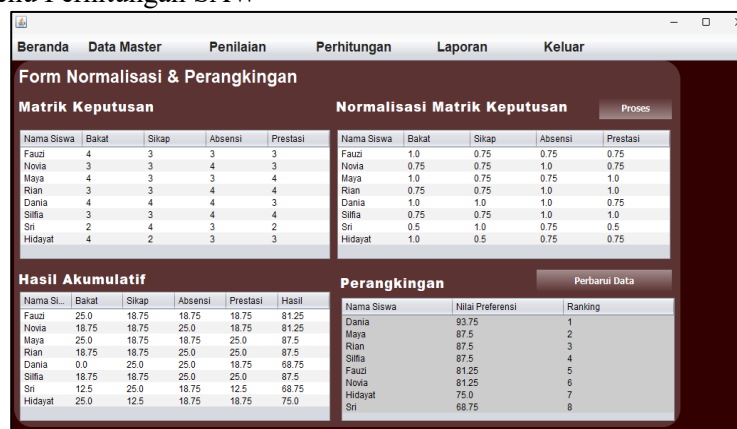 Perhitungan SAW
Beranda Data Master Penilaian Perhitungan Laporan Keluar
Form Normalisasi & Perangkingan
Matrik Keputusan
Nama Siswa Bakat Sikap Absensi Prestasi
Fauzi 4 3 3 3
Novia 3 3 4 3
Maya 4 3 3 4
Rian 3 3 4 4
Dania 4 4 4 3
Silfia 3 3 4 4
Sri 2 4 3 2
Hidayat 4 2 3 3
Normalisasi Matrik Keputusan Proses
Nama Siswa Bakat Sikap Absensi Prestasi
Fauzi 1.0 0.75 0.75 0.75
Novia 0.75 0.75 1.0 0.75
Maya 1.0 0.75 0.75 1.0
Rian 0.75 0.75 1.0 1.0
Dania 1.0 1.0 1.0 0.75
Silfia 0.75 0.75 1.0 1.0
Sri 0.5 1.0 0.75 0.5
Hidayat 1.0 0.5 0.75 0.75
Hasil Akumulatif
Nama Si... Bakat Sikap Absensi Prestasi Hasil
Fauzi 25.0 18.75 18.75 18.75 81.25
Novia 18.75 18.75 25.0 18.75 81.25
Maya 25.0 18.75 18.75 25.0 87.5
Rian 18.75 18.75 25.0 25.0 87.5
Dania 0.0 25.0 25.0 18.75 68.75
Silfia 18.75 18.75 25.0 25.0 87.5
Sri 12.5 25.0 18.75 12.5 68.75
Hidayat 25.0 12.5 18.75 18.75 75.0
Perangkingan Perbarui Data
Nama Siswa Nilai Preferensi Ranking
Dania 93.75 1
Maya 87.5 2
Rian 87.5 3
Silfia 87.5 4
Fauzi 81.25 5
Novia 81.25 6
Hidayat 75.0 7
Sri 68.75 8